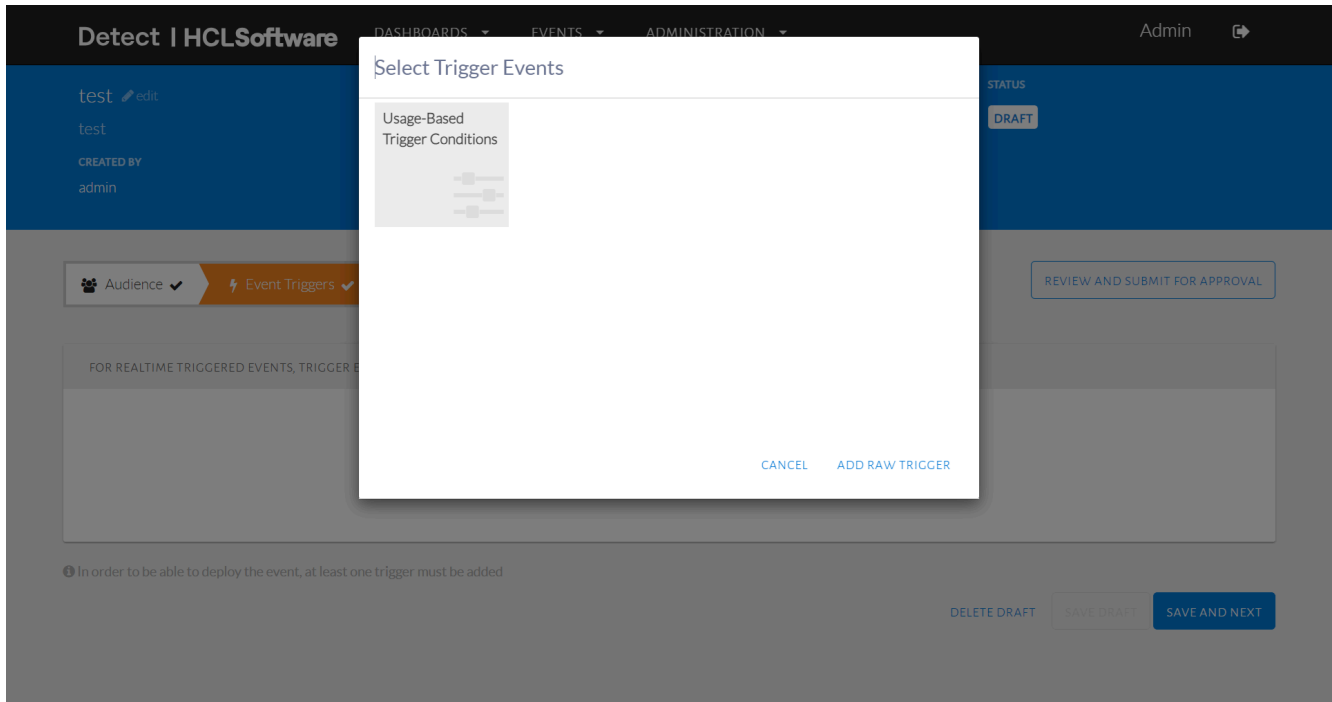 Detect | HCLSoftware
DASHBOARDS EVENTS ADMINISTRATION
Admin
Select Trigger Events
test edit
test
CREATED BY
admin
STATUS
DRAFT
Usage-Based
Trigger Conditions
Audience
Event Triggers
REVIEW AND SUBMIT FOR APPROVAL
FOR REALTIME TRIGGERED EVENTS, TRIGGER E
CANCEL ADD RAW TRIGGER
In order to be able to deploy the event, at least one trigger must be added
DELETE DRAFT SAVE DRAFT SAVE AND NEXT